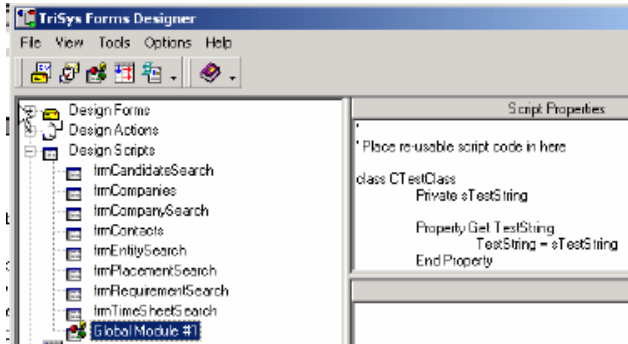 TriSys Forms Designer
File View Tools Options Help
Design Forms
Design Actions
Design Scripts
frmCandidateSearch
frmCompanies
frmCompanySearch
frmContacts
frmEntitySearch
frmPlacementSearch
frmRequirementSearch
frmTimeSheetSearch
Global Module #1
Script Properties
'
' Place re-usable script code in here
class CTestClass
Private sTestString
Property Get TestString
TestString = sTestString
End Property